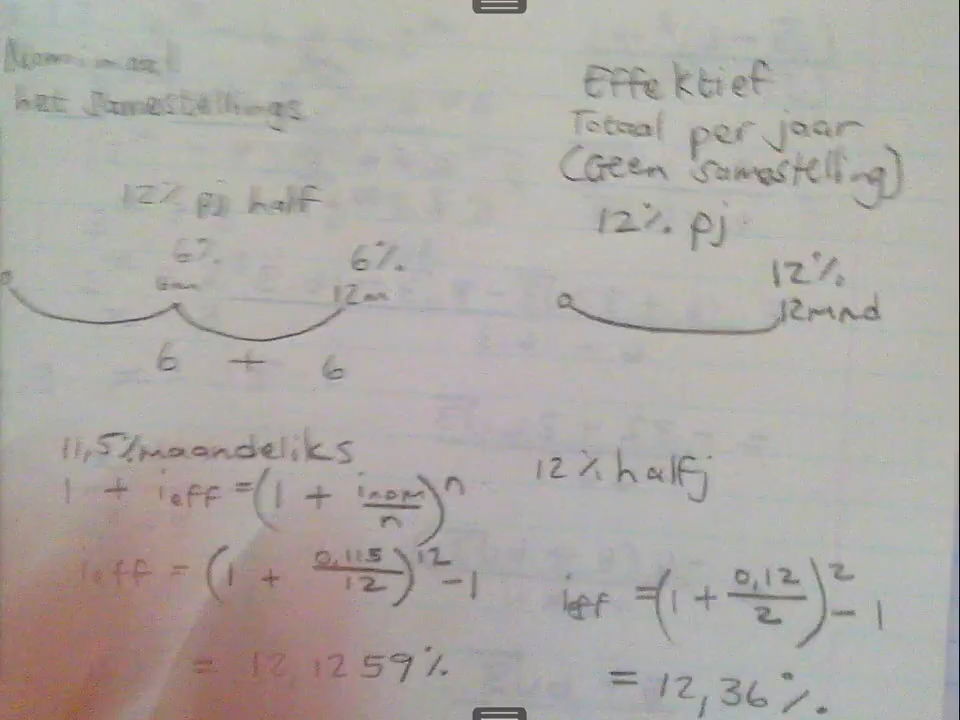 Nominaal
het Samestellings
12% pj half
6% 6%
6m 12m
6 + 6
Effektief
Totaal per jaar
(Geen samestelling)
12% pj
12%
12mnd
11,5% maandeliks
1 + ieff = (1 + inom/n)^n
ieff = (1 + 0,115/12)^12 - 1
= 12,1259%
12% halfj
ieff = (1 + 0,12/2)^2 - 1
= 12,36%.